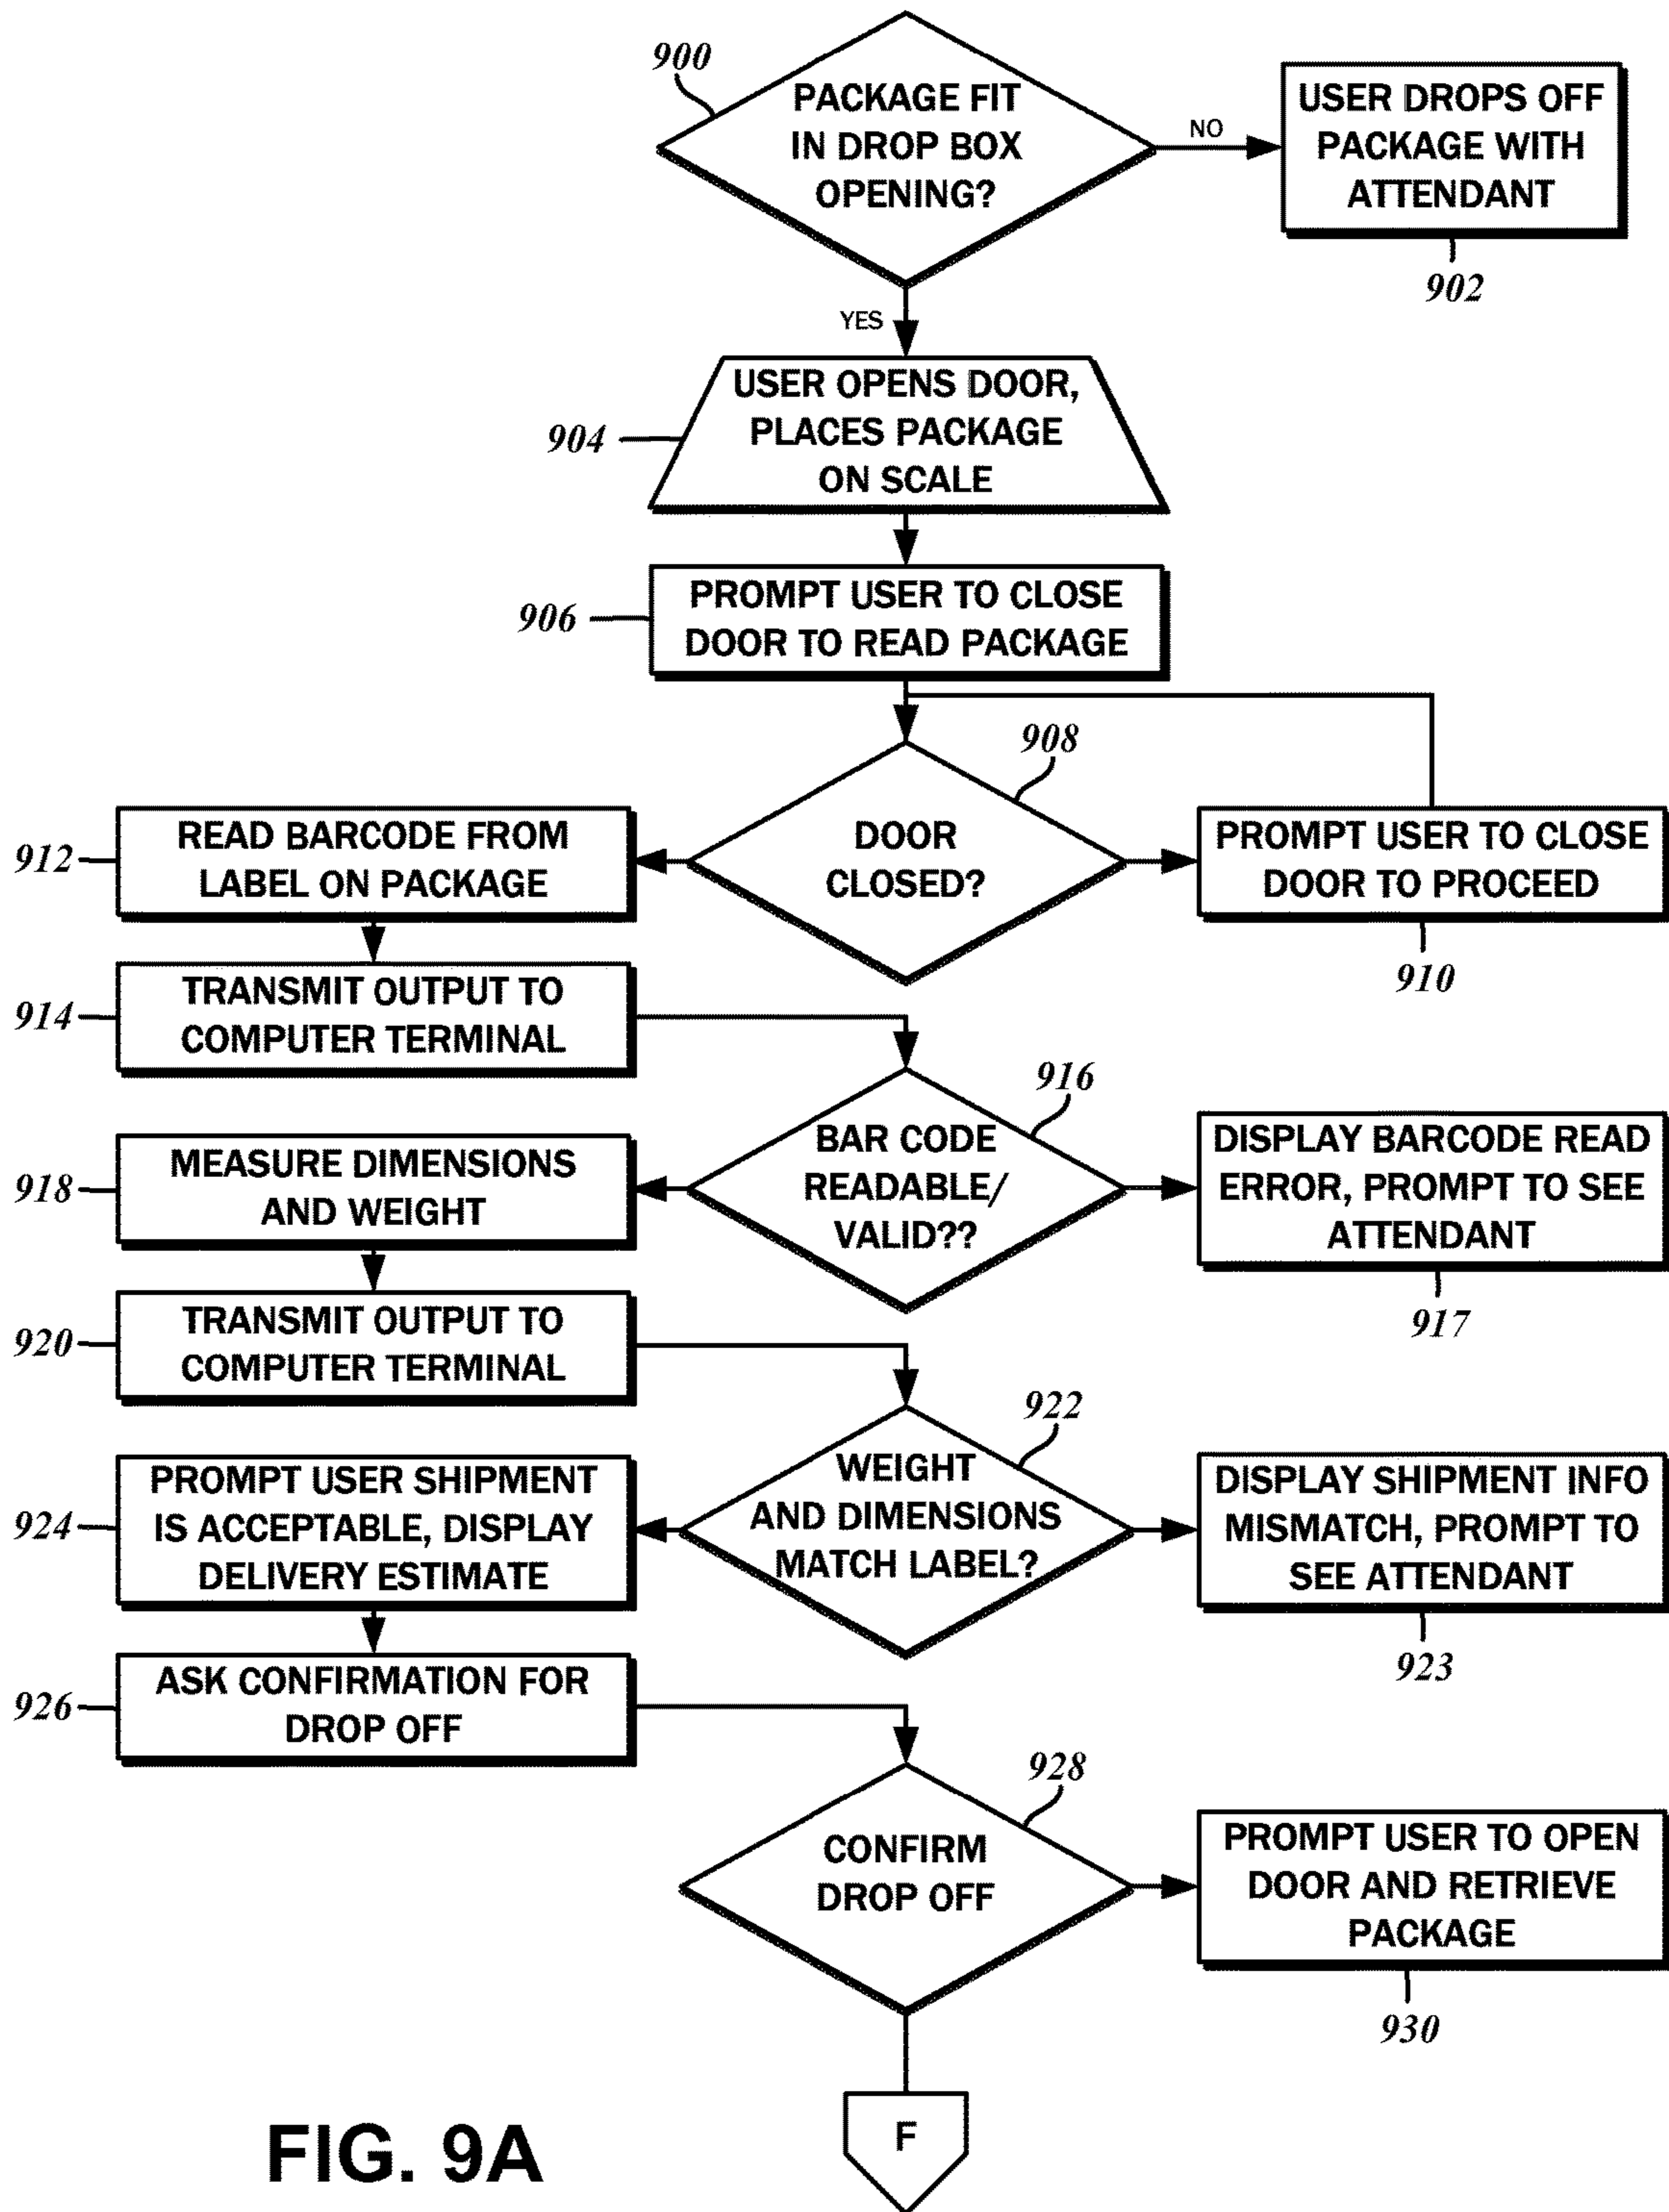 900
PACKAGE FIT
IN DROP BOX
OPENING?
NO
USER DROPS OFF
PACKAGE WITH
ATTENDANT
902
YES
904
USER OPENS DOOR,
PLACES PACKAGE
ON SCALE
906
PROMPT USER TO CLOSE
DOOR TO READ PACKAGE
908
DOOR
CLOSED?
PROMPT USER TO CLOSE
DOOR TO PROCEED
910
912
READ BARCODE FROM
LABEL ON PACKAGE
914
TRANSMIT OUTPUT TO
COMPUTER TERMINAL
916
BAR CODE
READABLE/
VALID??
DISPLAY BARCODE READ
ERROR, PROMPT TO SEE
ATTENDANT
917
918
MEASURE DIMENSIONS
AND WEIGHT
920
TRANSMIT OUTPUT TO
COMPUTER TERMINAL
922
WEIGHT
AND DIMENSIONS
MATCH LABEL?
DISPLAY SHIPMENT INFO
MISMATCH, PROMPT TO
SEE ATTENDANT
923
924
PROMPT USER SHIPMENT
IS ACCEPTABLE, DISPLAY
DELIVERY ESTIMATE
926
ASK CONFIRMATION FOR
DROP OFF
928
CONFIRM
DROP OFF
PROMPT USER TO OPEN
DOOR AND RETRIEVE
PACKAGE
930
F
FIG. 9A